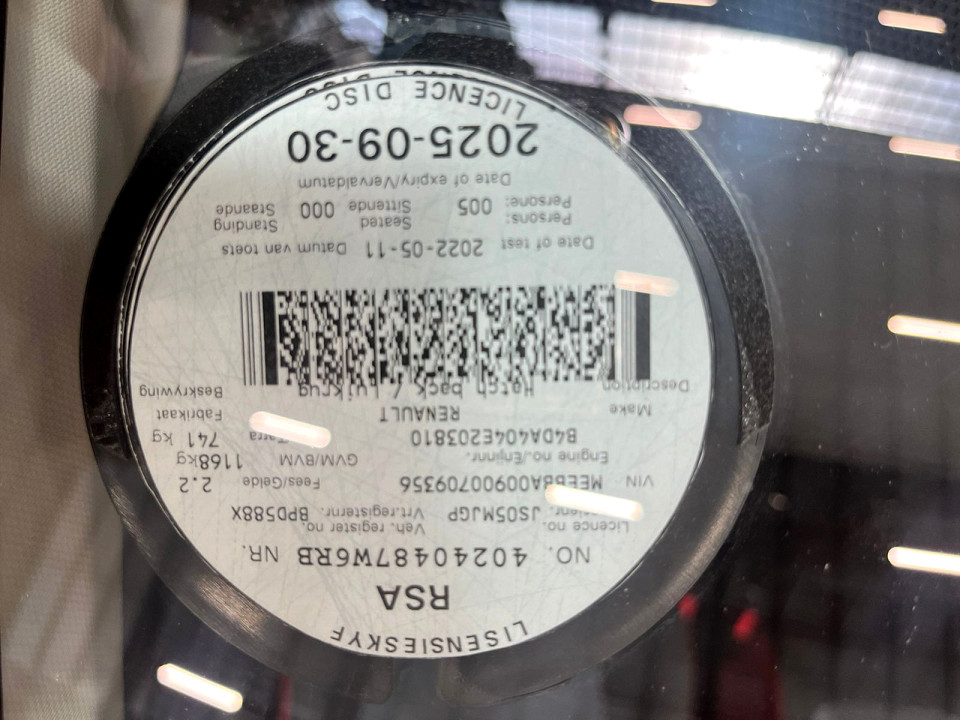 LISENSIESKYF
RSA
NO. 40240487W6RB NR.
Licence no. Veh. register no.
JS05MJGP Vrt.registernr. BPD588X
VIN MEEBBA00900709356 Fees/Gelde 2.2
Engine no./Enjinnr. GVM/BVM 1168kg
B4DA404E203810 Tarra 741 kg
Make RENAULT Fabrikaat
Description Hatch back / Luikrug Beskrywing
Date of test 2022-05-11 Datum van toets
Persons: Seated Standing
Persone: 005 Sittende 000 Staande
Date of expiry/Vervaldatum
2025-09-30
LICENCE DISC